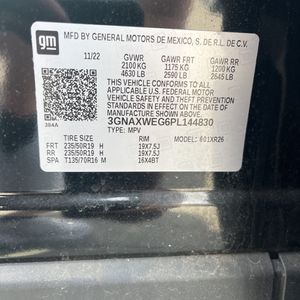 gm
MFD BY GENERAL MOTORS DE MEXICO, S. DE R.L. DE C.V.
11/22 GVWR GAWR FRT GAWR RR
2100 KG 1175 KG 1200 KG
4630 LB 2590 LB 2645 LB
THIS VEHICLE CONFORMS TO ALL
APPLICABLE U.S. FEDERAL MOTOR
VEHICLE SAFETY, BUMPER, AND THEFT
PREVENTION STANDARDS IN EFFECT ON
THE DATE OF MANUFACTURE SHOWN ABOVE.
384A
3GNAXWEG6PL144830
TYPE: MPV MODEL: 601XR26
TIRE SIZE RIM
FRT 235/50R19 H 19X7.5J
RR 235/50R19 H 19X7.5J
SPA T135/70R16 M 16X4BT